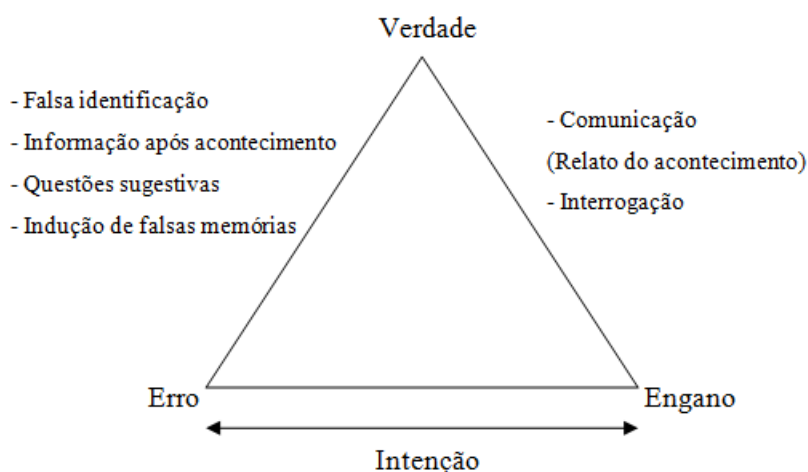 Verdade
- Falsa identificação
- Informação após acontecimento
- Questões sugestivas
- Indução de falsas memórias
- Comunicação
(Relato do acontecimento)
- Interrogação
Erro
Engano
Intenção